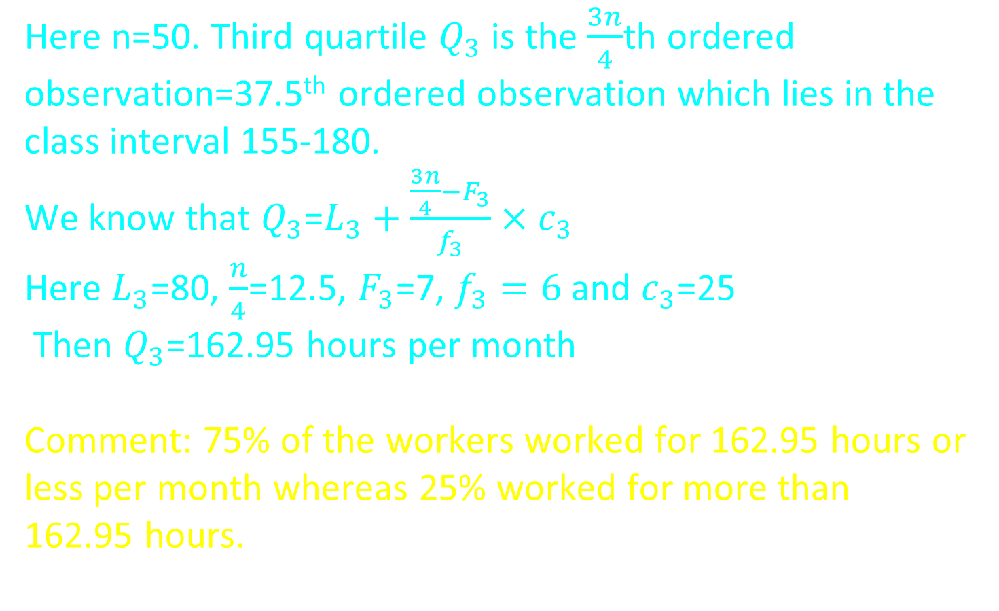 Here n=50. Third quartile $Q_3$ is the $\frac{3n}{4}$th ordered
observation=37.5$^{th}$ ordered observation which lies in the
class interval 155-180.
We know that $Q_3$=$L_3 + \frac{\frac{3n}{4}-F_3}{f_3} \times c_3$
Here $L_3$=80, $\frac{n}{4}$=12.5, $F_3$=7, $f_3 = 6$ and $c_3$=25
Then $Q_3$=162.95 hours per month
Comment: 75% of the workers worked for 162.95 hours or
less per month whereas 25% worked for more than
162.95 hours.